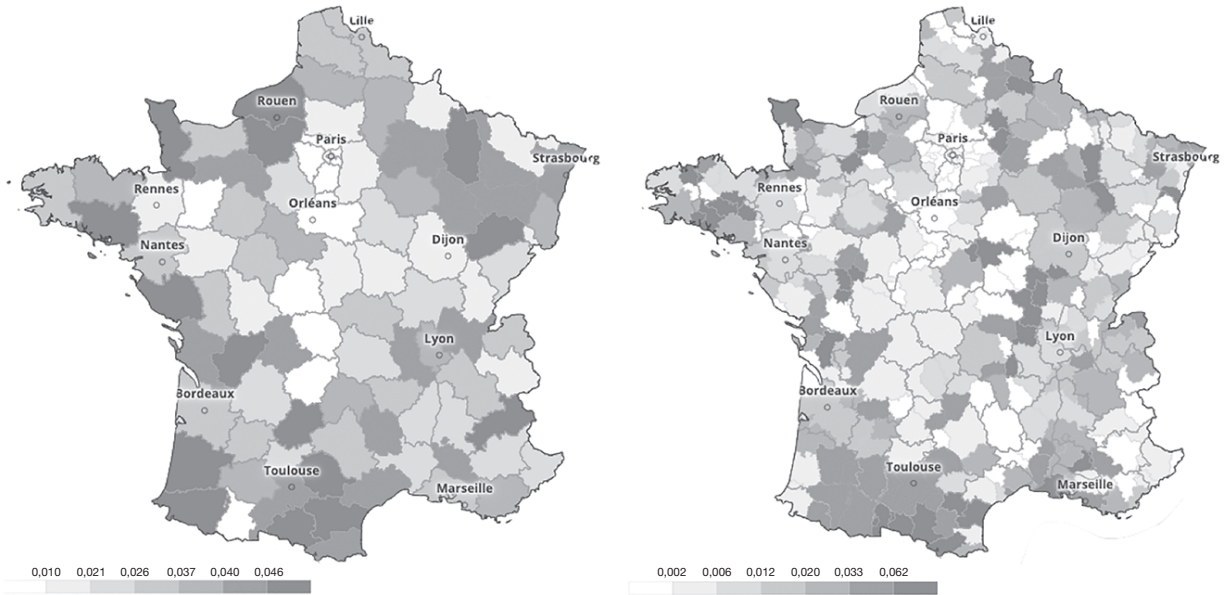 Lille
Rouen
Paris
Strasbourg
Rennes
Orléans
Nantes
Dijon
Lyon
Bordeaux
Toulouse
Marseille
0,010 0,021 0,026 0,037 0,040 0,046
Lille
Rouen
Paris
Strasbourg
Rennes
Orléans
Nantes
Dijon
Lyon
Bordeaux
Toulouse
Marseille
0,002 0,006 0,012 0,020 0,033 0,062